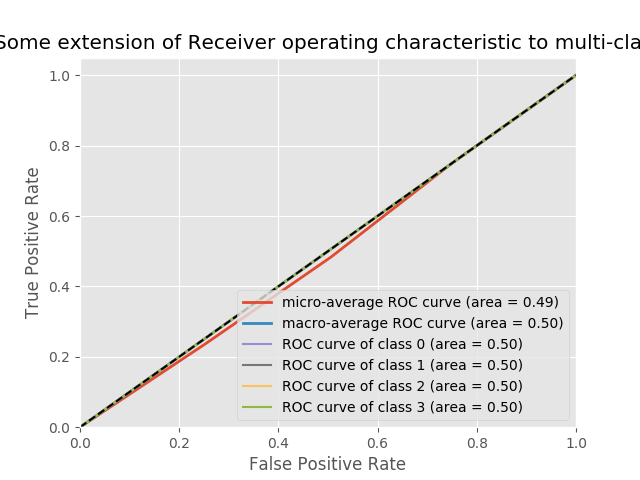 Some extension of Receiver operating characteristic to multi-cla
1.0
0.8
0.6
0.4
0.2
0.0
True Positive Rate
micro-average ROC curve (area = 0.49)
macro-average ROC curve (area = 0.50)
ROC curve of class 0 (area = 0.50)
ROC curve of class 1 (area = 0.50)
ROC curve of class 2 (area = 0.50)
ROC curve of class 3 (area = 0.50)
0.0 0.2 0.4 0.6 0.8 1.0
False Positive Rate